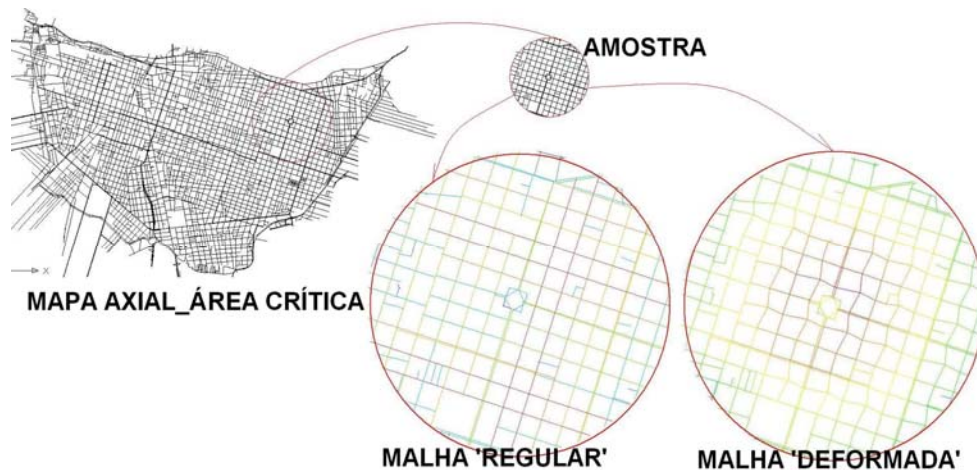 AMOSTRA
MAPA AXIAL_ÁREA CRÍTICA
X
MALHA 'REGULAR'
MALHA 'DEFORMADA'